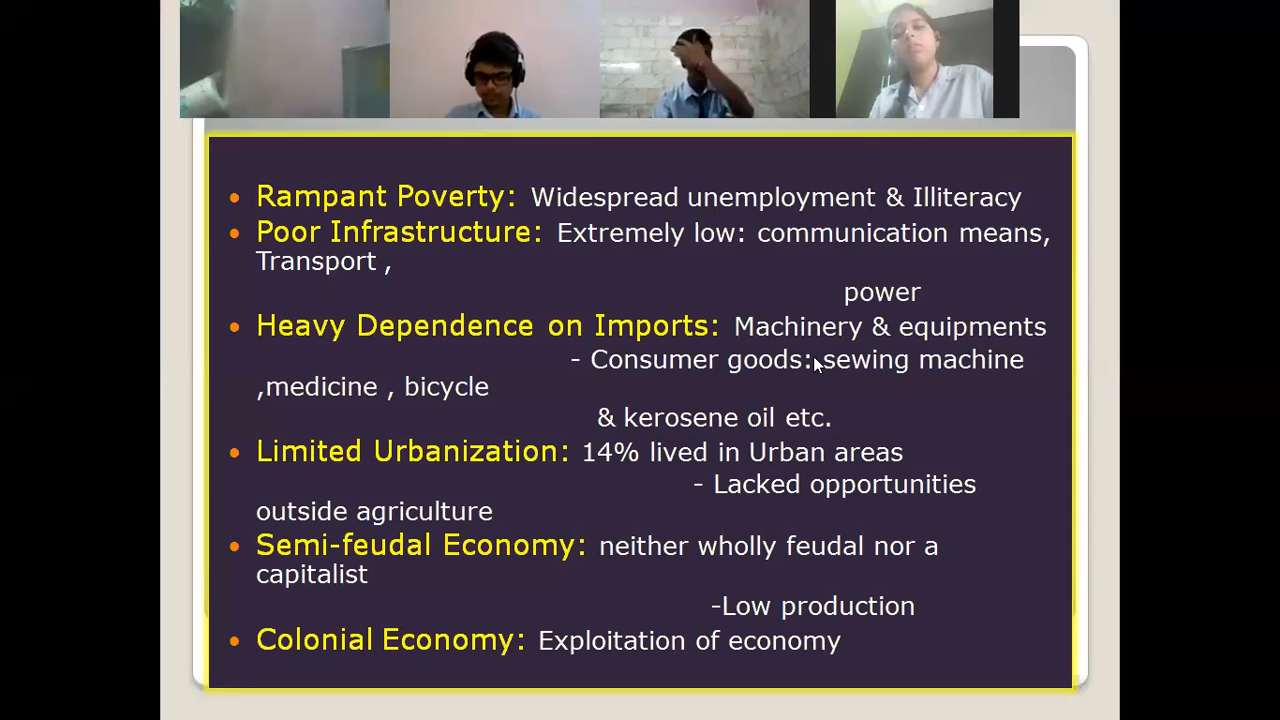 Rampant Poverty: Widespread unemployment & Illiteracy
Poor Infrastructure: Extremely low: communication means,
Transport ,
power
Heavy Dependence on Imports: Machinery & equipments
- Consumer goods: sewing machine
,medicine , bicycle
& kerosene oil etc.
Limited Urbanization: 14% lived in Urban areas
- Lacked opportunities
outside agriculture
Semi-feudal Economy: neither wholly feudal nor a
capitalist
-Low production
Colonial Economy: Exploitation of economy